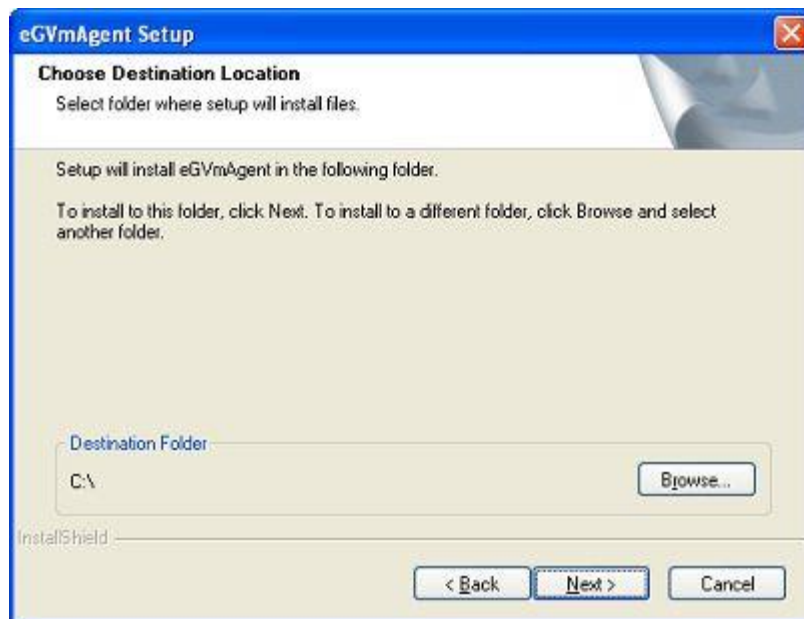 eGVmAgent Setup
Choose Destination Location
Select folder where setup will install files.
Setup will install eGVmAgent in the following folder.
To install to this folder, click Next. To install to a different folder, click Browse and select
another folder.
Destination Folder
C:\
Browse...
InstallShield
< Back
Next >
Cancel